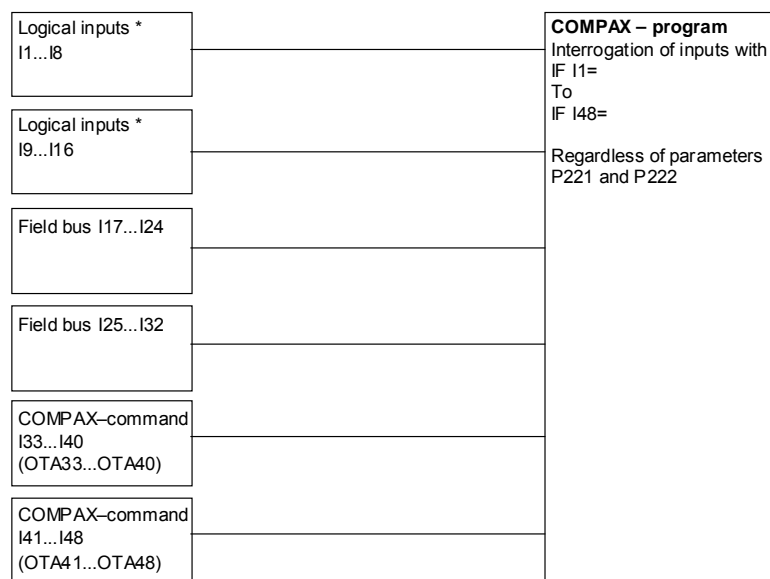 Logical inputs *
I1...I8
Logical inputs *
I9...I16
Field bus I17...I24
Field bus I25...I32
COMPAX–command
I33...I40
(OTA33...OTA40)
COMPAX–command
I41...I48
(OTA41...OTA48)
COMPAX – program
Interrogation of inputs with
IF I1=
To
IF I48=
Regardless of parameters
P221 and P222